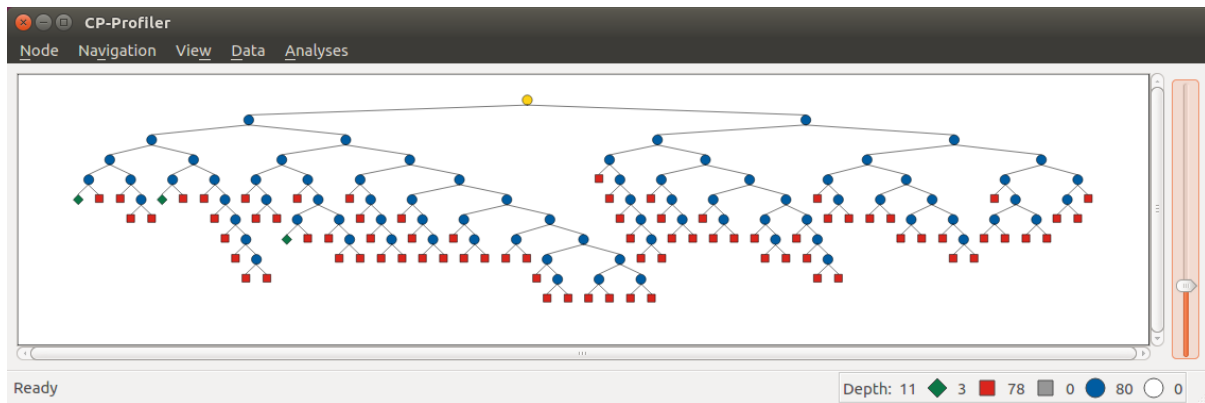 CP-Profiler
Node Navigation View Data Analyses
Ready Depth: 11 3 78 0 80 0